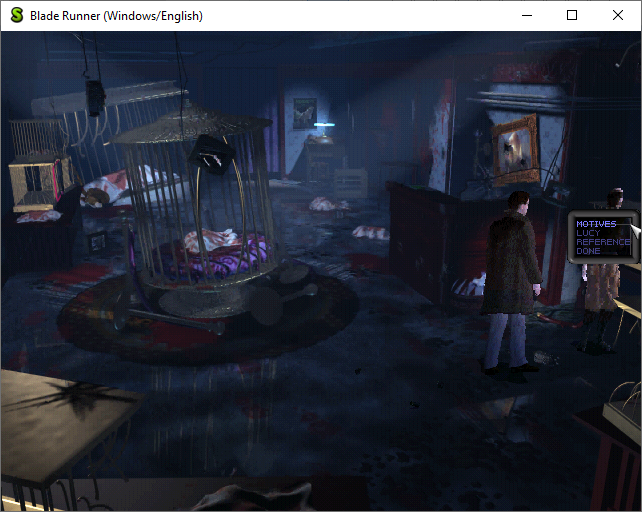 Blade Runner (Windows/English)
MOTIVES
LUCY
REFERENCE
DONE